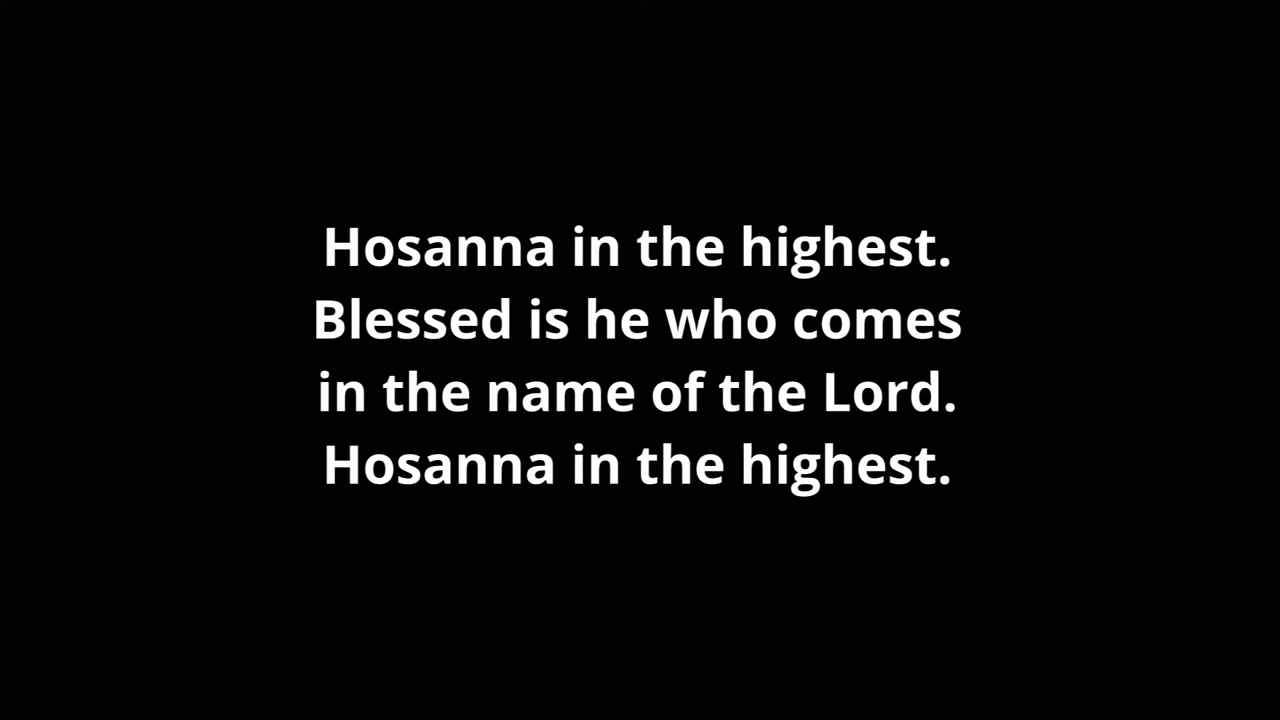 Hosanna in the highest.
Blessed is he who comes
in the name of the Lord.
Hosanna in the highest.